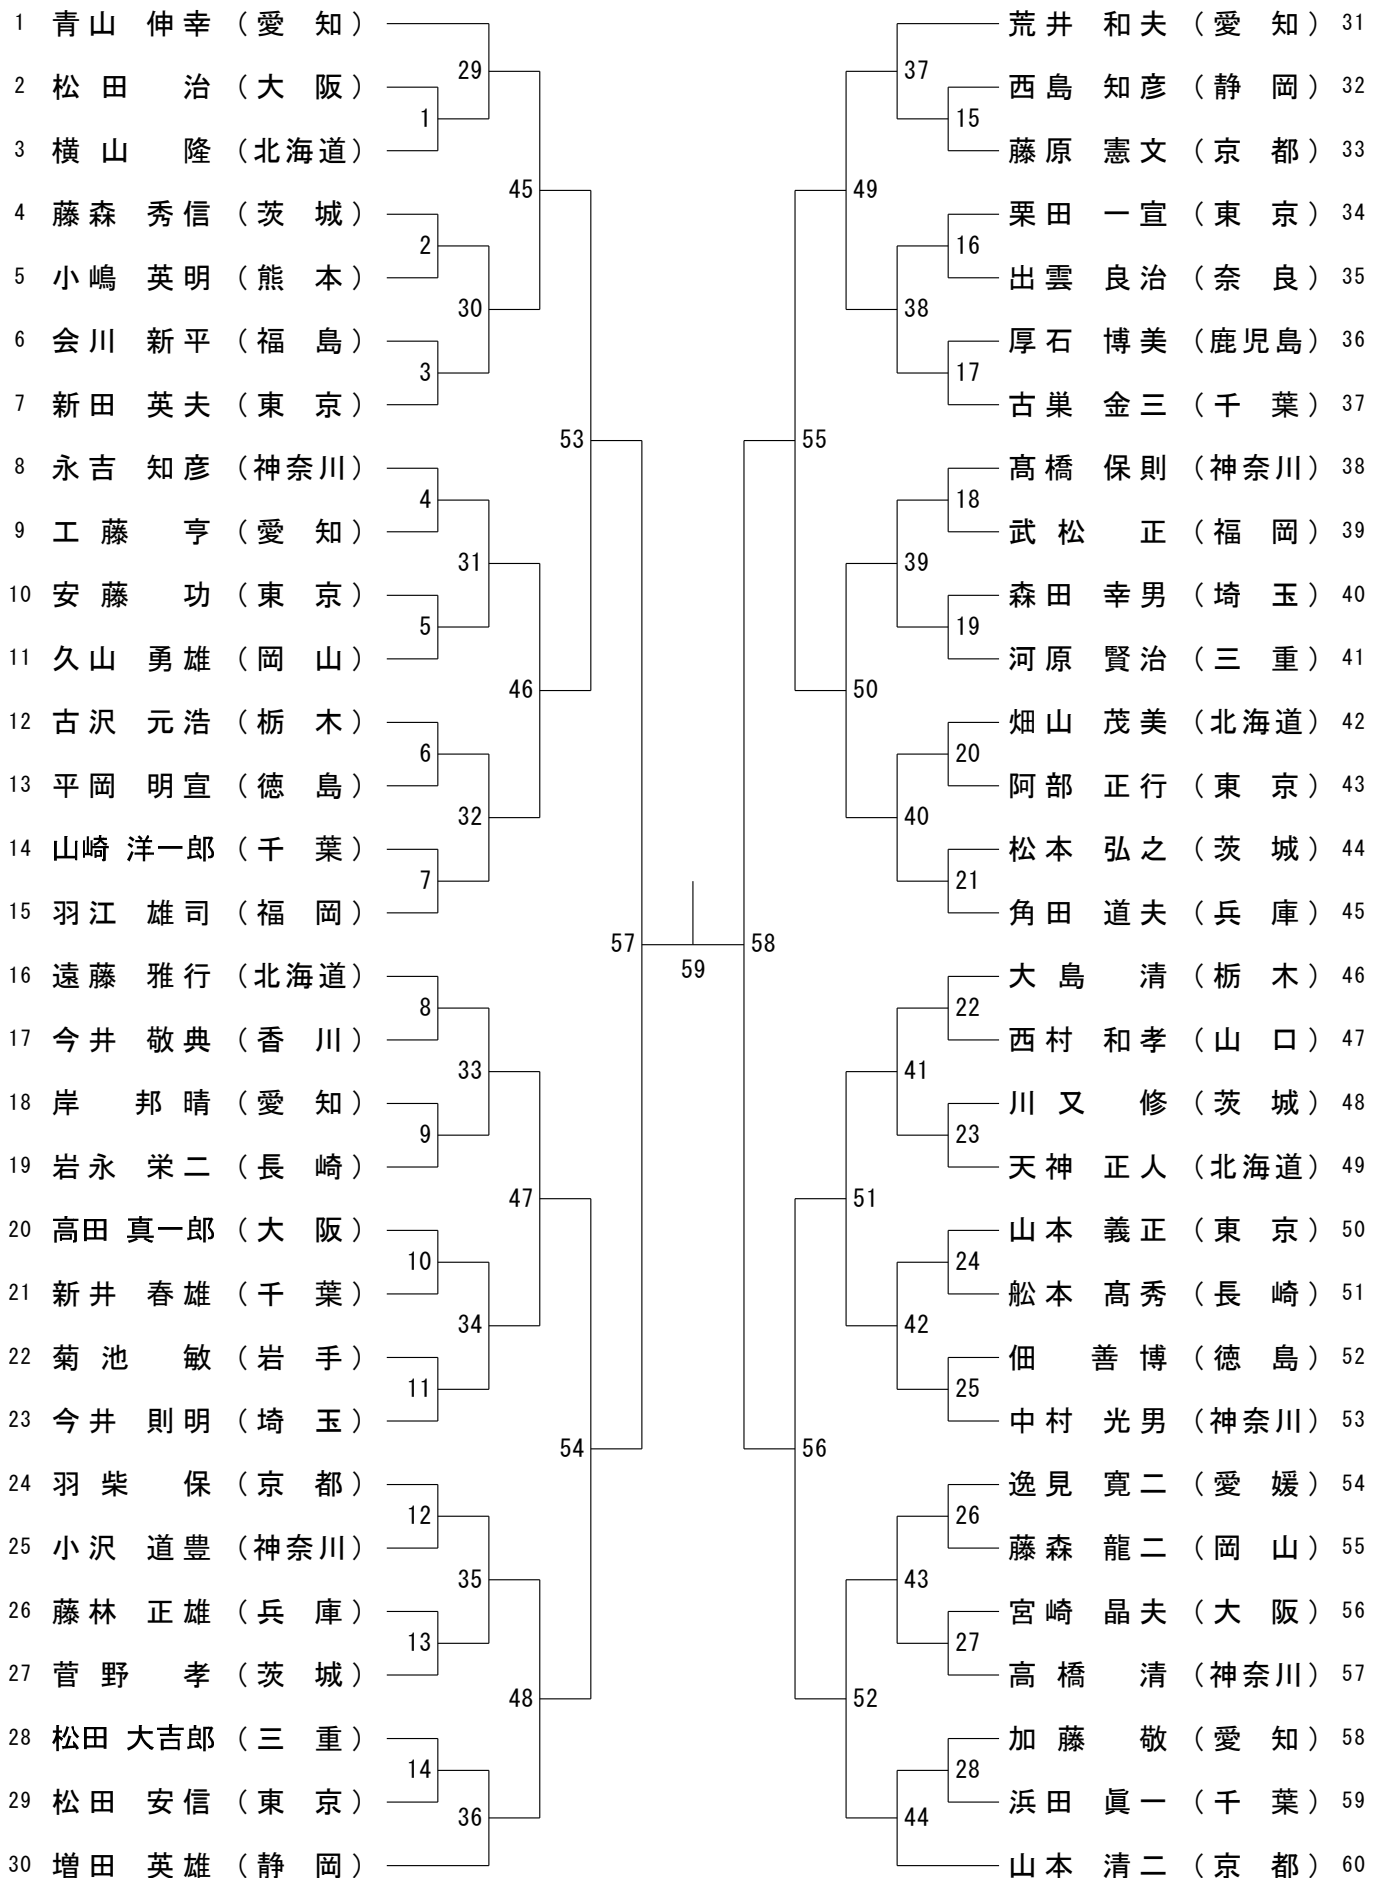 1 青山 伸幸 (愛 知)
2 松田 治 (大 阪)
3 横山 隆 (北海道)
4 藤森 秀信 (茨 城)
5 小嶋 英明 (熊 本)
6 会川 新平 (福 島)
7 新田 英夫 (東 京)
8 永吉 知彦 (神奈川)
9 工藤 亨 (愛 知)
10 安藤 功 (東 京)
11 久山 勇雄 (岡 山)
12 古沢 元浩 (栃 木)
13 平岡 明宣 (徳 島)
14 山崎 洋一郎 (千 葉)
15 羽江 雄司 (福 岡)
16 遠藤 雅行 (北海道)
17 今井 敬典 (香 川)
18 岸 邦晴 (愛 知)
19 岩永 栄二 (長 崎)
20 高田 真一郎 (大 阪)
21 新井 春雄 (千 葉)
22 菊池 敏 (岩 手)
23 今井 則明 (埼 玉)
24 羽柴 保 (京 都)
25 小沢 道豊 (神奈川)
26 藤林 正雄 (兵 庫)
27 菅野 孝 (茨 城)
28 松田 大吉郎 (三 重)
29 松田 安信 (東 京)
30 増田 英雄 (静 岡)
1
2
3
4
5
6
7
8
9
10
11
12
13
14
29
30
31
32
33
34
35
36
45
46
47
48
53
54
57
59
58
55
56
49
50
51
52
37
38
39
40
41
42
43
44
15
16
17
18
19
20
21
22
23
24
25
26
27
28
荒井 和夫 (愛 知) 31
西島 知彦 (静 岡) 32
藤原 憲文 (京 都) 33
栗田 一宣 (東 京) 34
出雲 良治 (奈 良) 35
厚石 博美 (鹿児島) 36
古巣 金三 (千 葉) 37
髙橋 保則 (神奈川) 38
武松 正 (福 岡) 39
森田 幸男 (埼 玉) 40
河原 賢治 (三 重) 41
畑山 茂美 (北海道) 42
阿部 正行 (東 京) 43
松本 弘之 (茨 城) 44
角田 道夫 (兵 庫) 45
大島 清 (栃 木) 46
西村 和孝 (山 口) 47
川又 修 (茨 城) 48
天神 正人 (北海道) 49
山本 義正 (東 京) 50
舩本 髙秀 (長 崎) 51
佃 善博 (徳 島) 52
中村 光男 (神奈川) 53
逸見 寛二 (愛 媛) 54
藤森 龍二 (岡 山) 55
宮崎 晶夫 (大 阪) 56
高橋 清 (神奈川) 57
加藤 敬 (愛 知) 58
浜田 眞一 (千 葉) 59
山本 清二 (京 都) 60